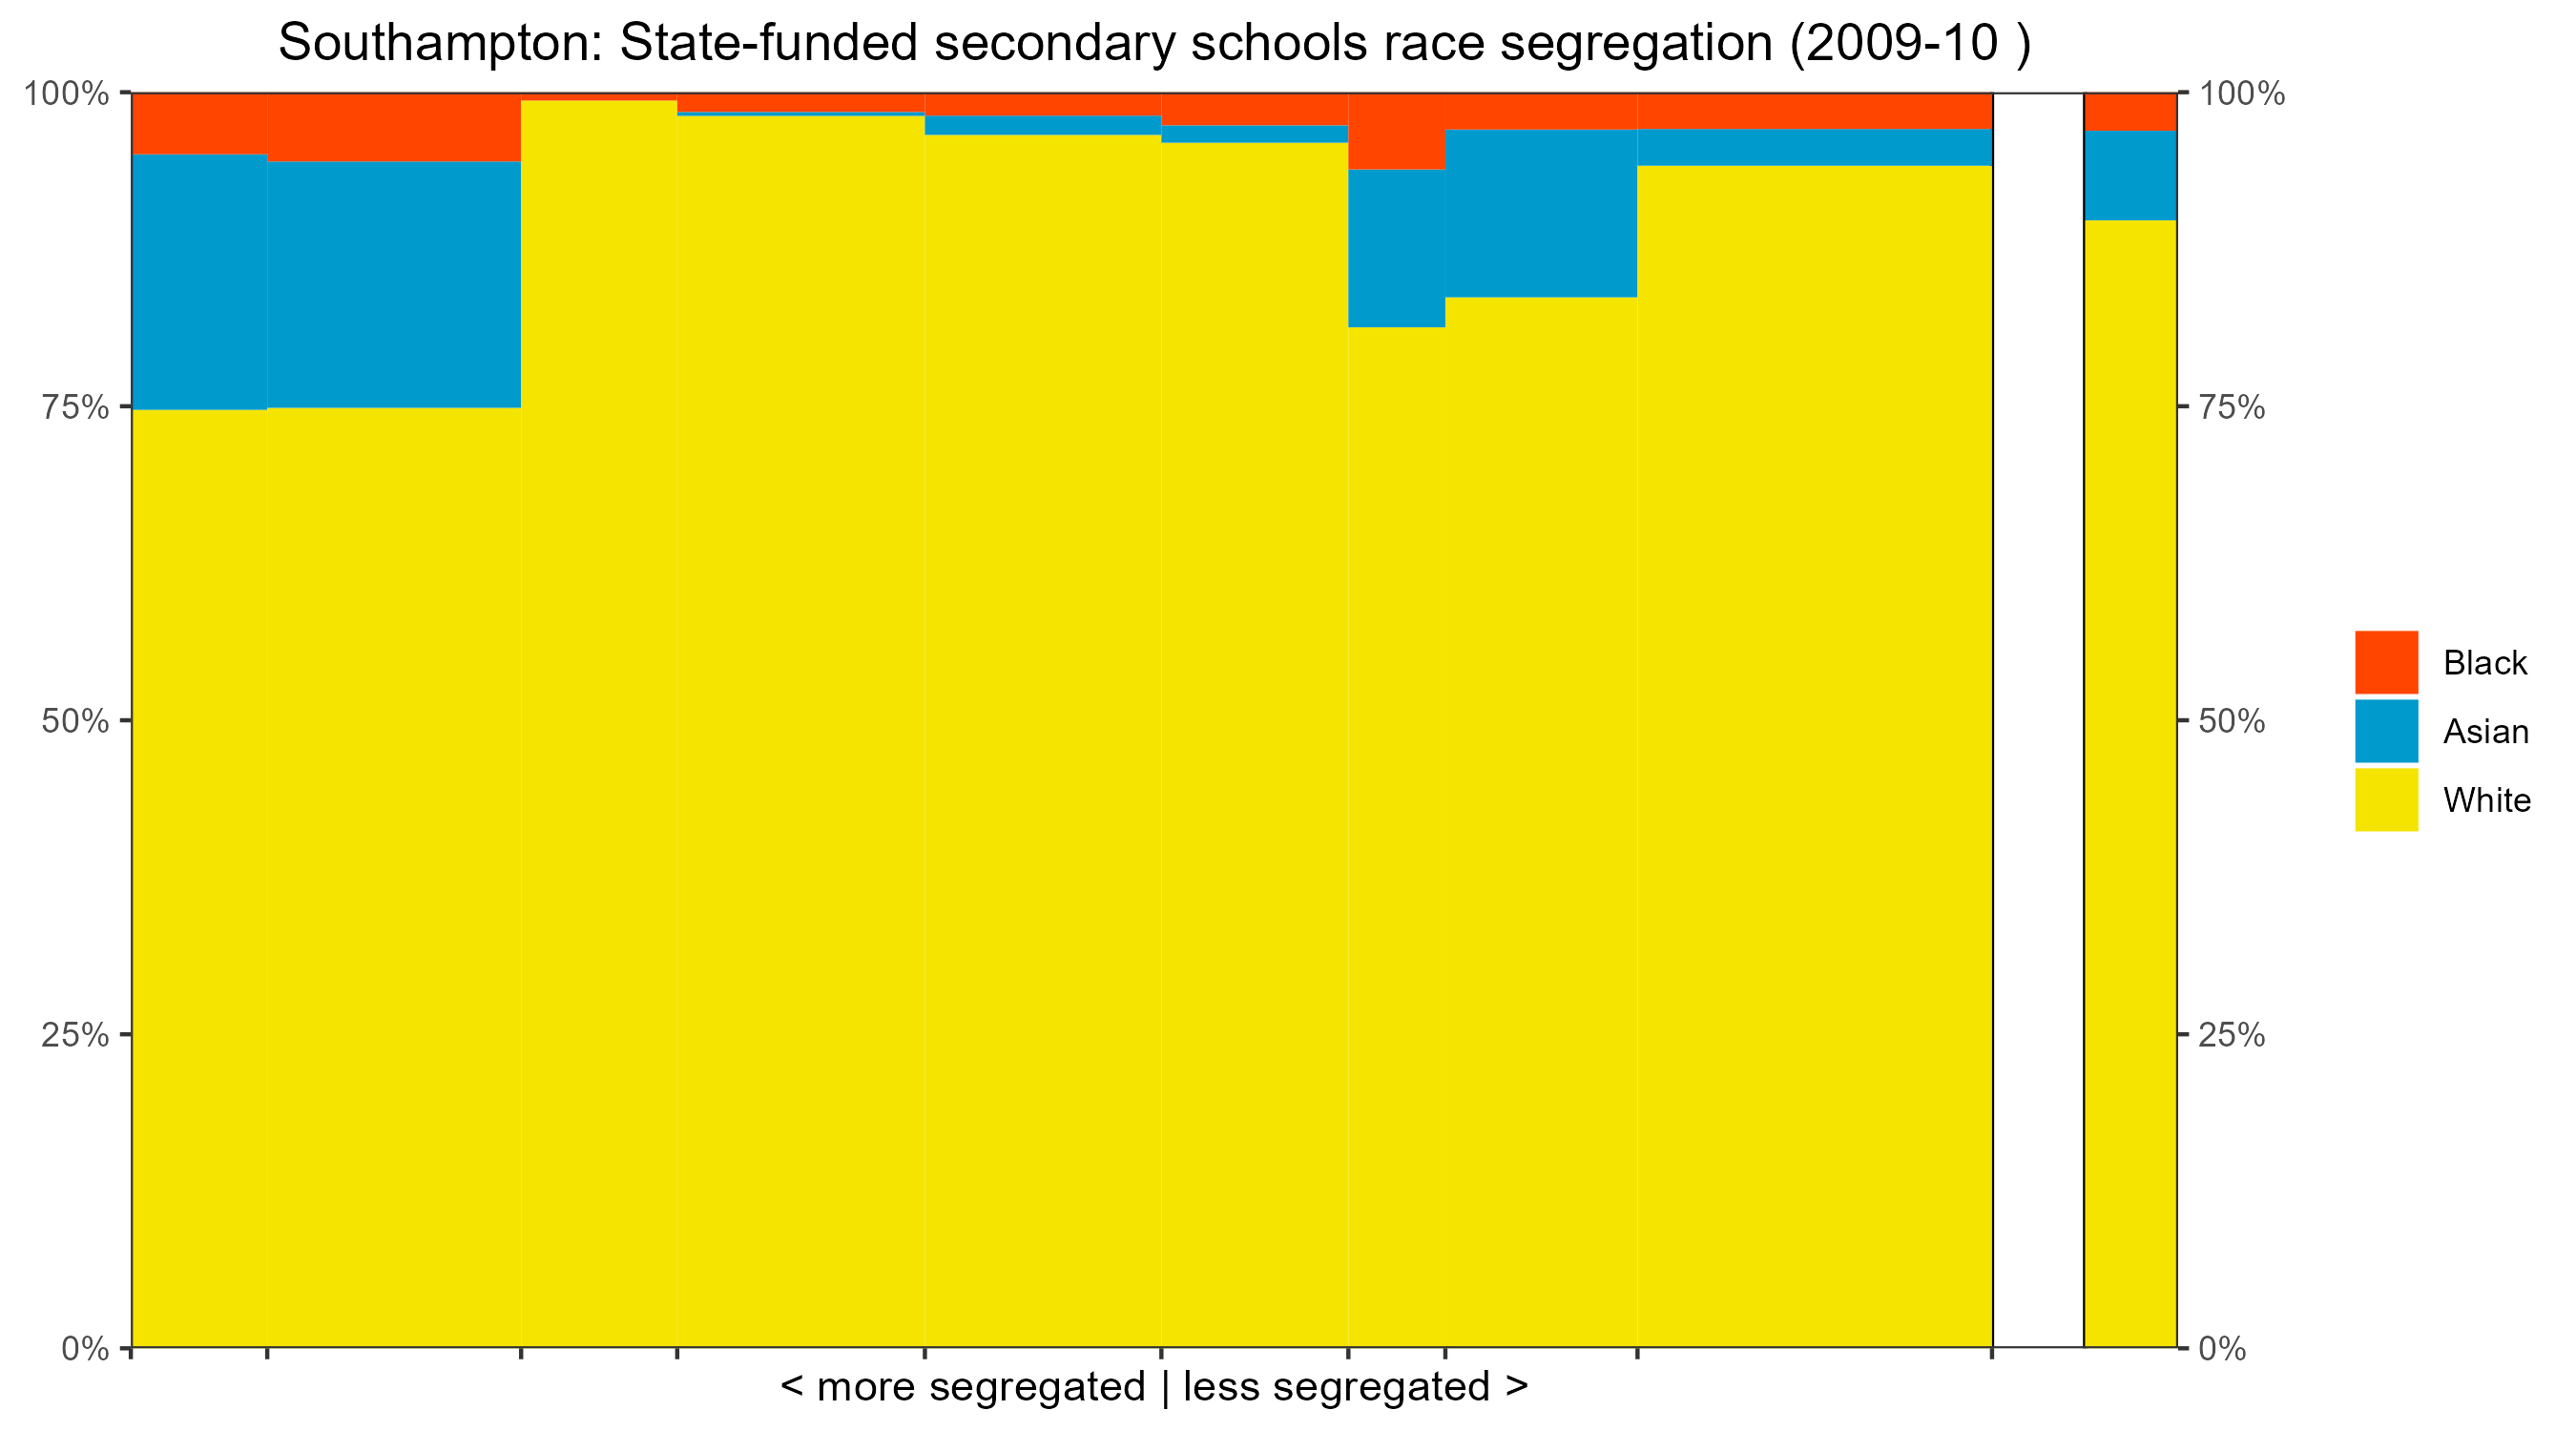 Southampton: State-funded secondary schools race segregation (2009-10 )
100%
75%
50%
25%
0%
100%
75%
50%
25%
0%
Black
Asian
White
< more segregated | less segregated >